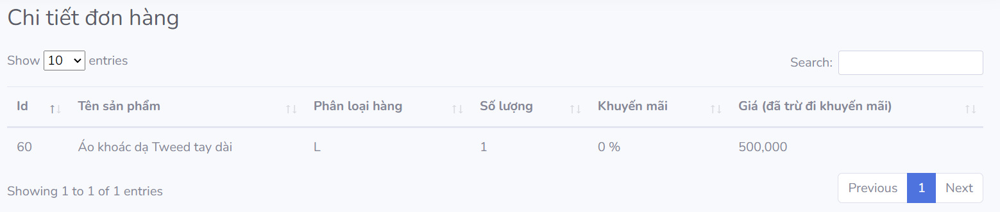 Chi tiết đơn hàng
Show 10 entries
Search:
Id Tên sản phẩm Phân loại hàng Số lượng Khuyến mãi Giá (đã trừ đi khuyến mãi)
60 Áo khoác dạ Tweed tay dài L 1 0 % 500,000
Showing 1 to 1 of 1 entries
Previous 1 Next